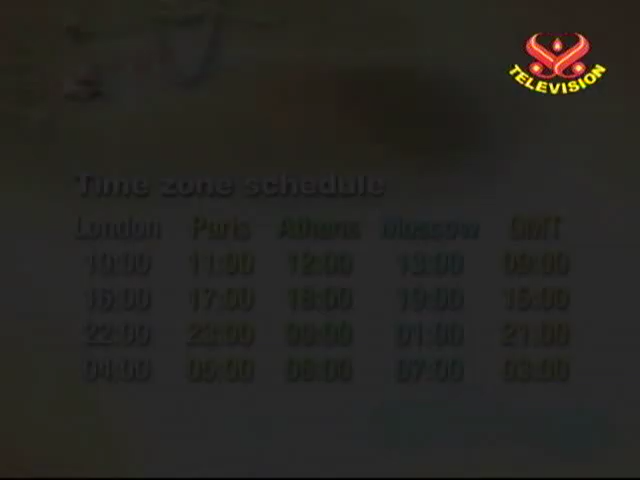 TELEVISION
Time zone schedule
London Paris Athens Moscow GMT
10:00 11:00 12:00 13:00 09:00
16:00 17:00 18:00 19:00 15:00
22:00 23:00 00:00 01:00 21:00
04:00 05:00 06:00 07:00 03:00